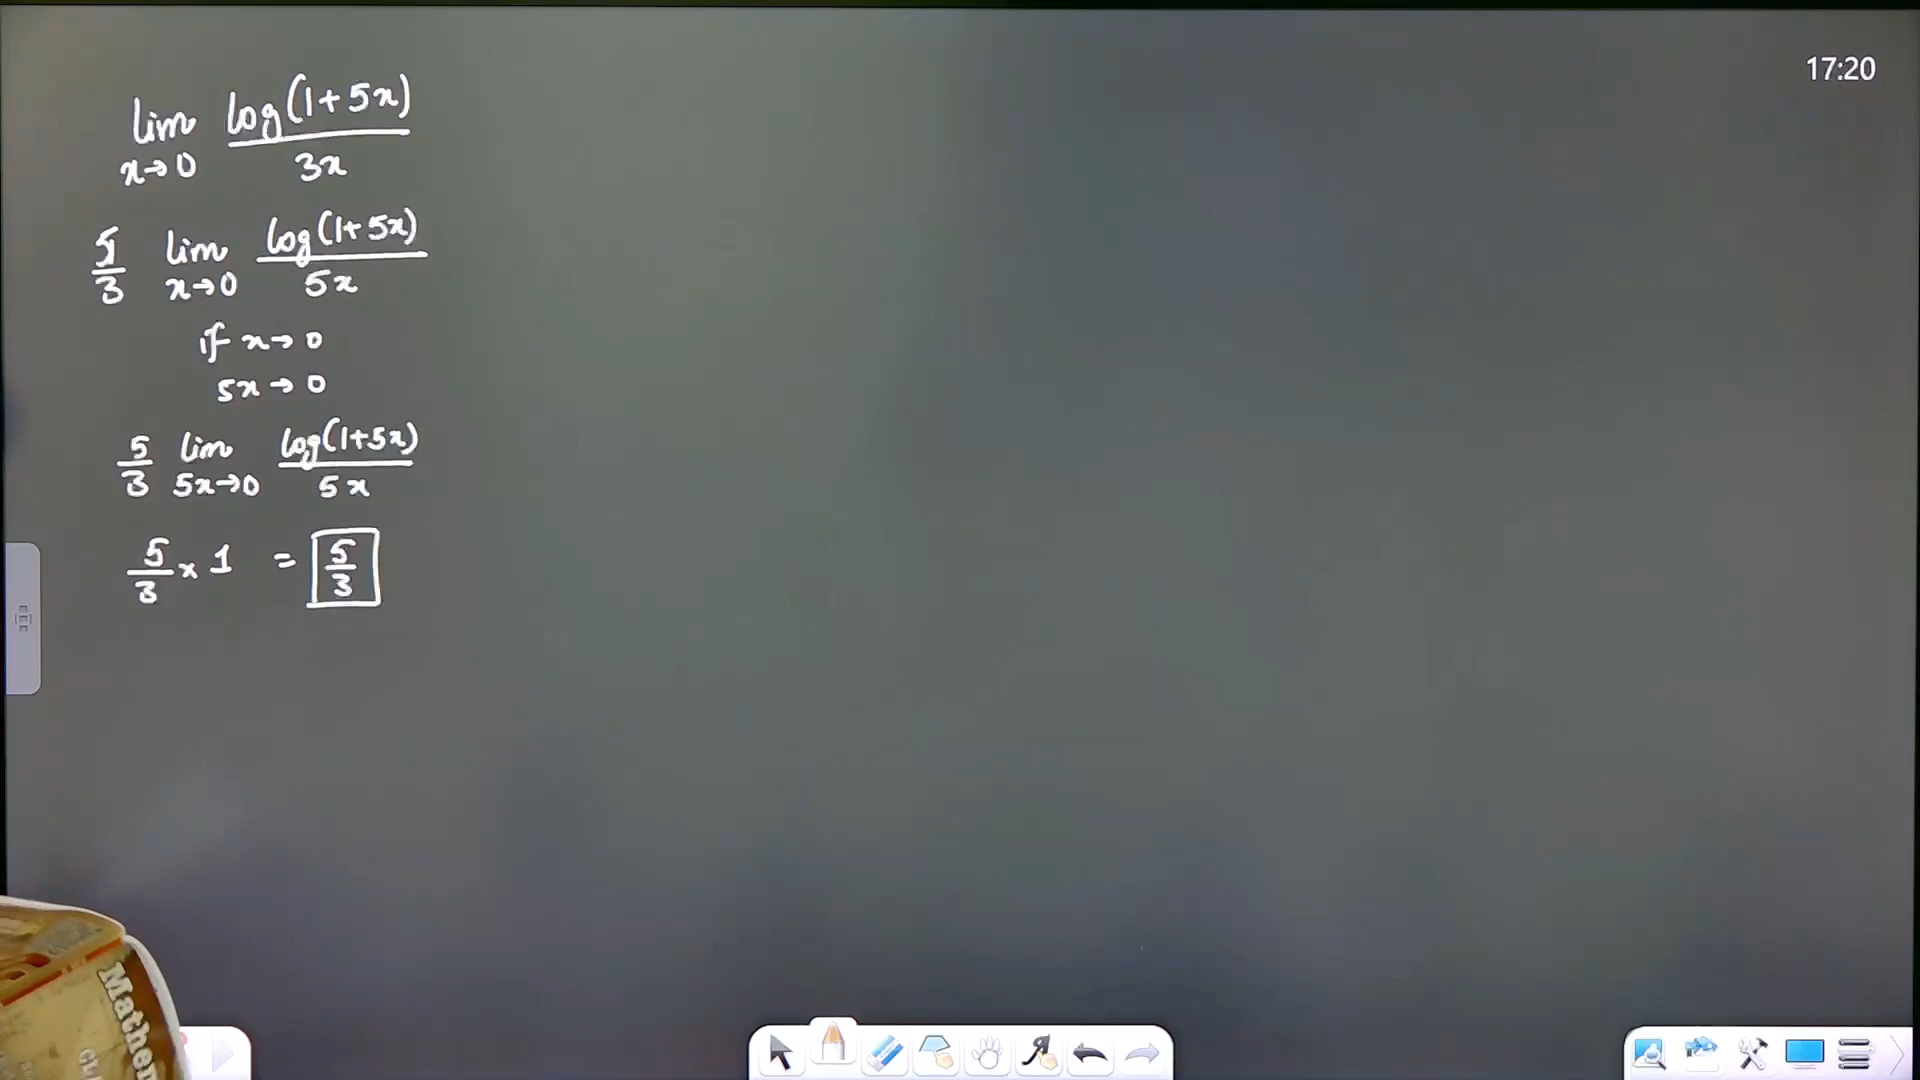 17:20
lim x→0 log(1+5x) / 3x
5/3 lim x→0 log(1+5x) / 5x
if x→0
5x→0
5/3 lim 5x→0 log(1+5x) / 5x
5/3 × 1 = 5/3
Mathem